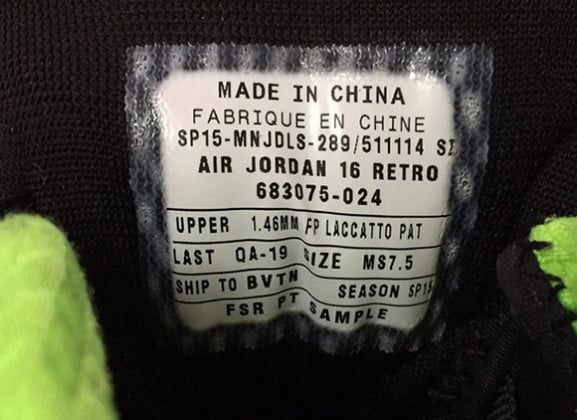 MADE IN CHINA
FABRIQUE EN CHINE
SP15-MNJDLS-289/511114 SI
AIR JORDAN 16 RETRO
683075-024
UPPER 1.46MM FP LACCATTO PAT
LAST QA-19 SIZE MS7.5
SHIP TO BVTN SEASON SP15
FSR PT SAMPLE